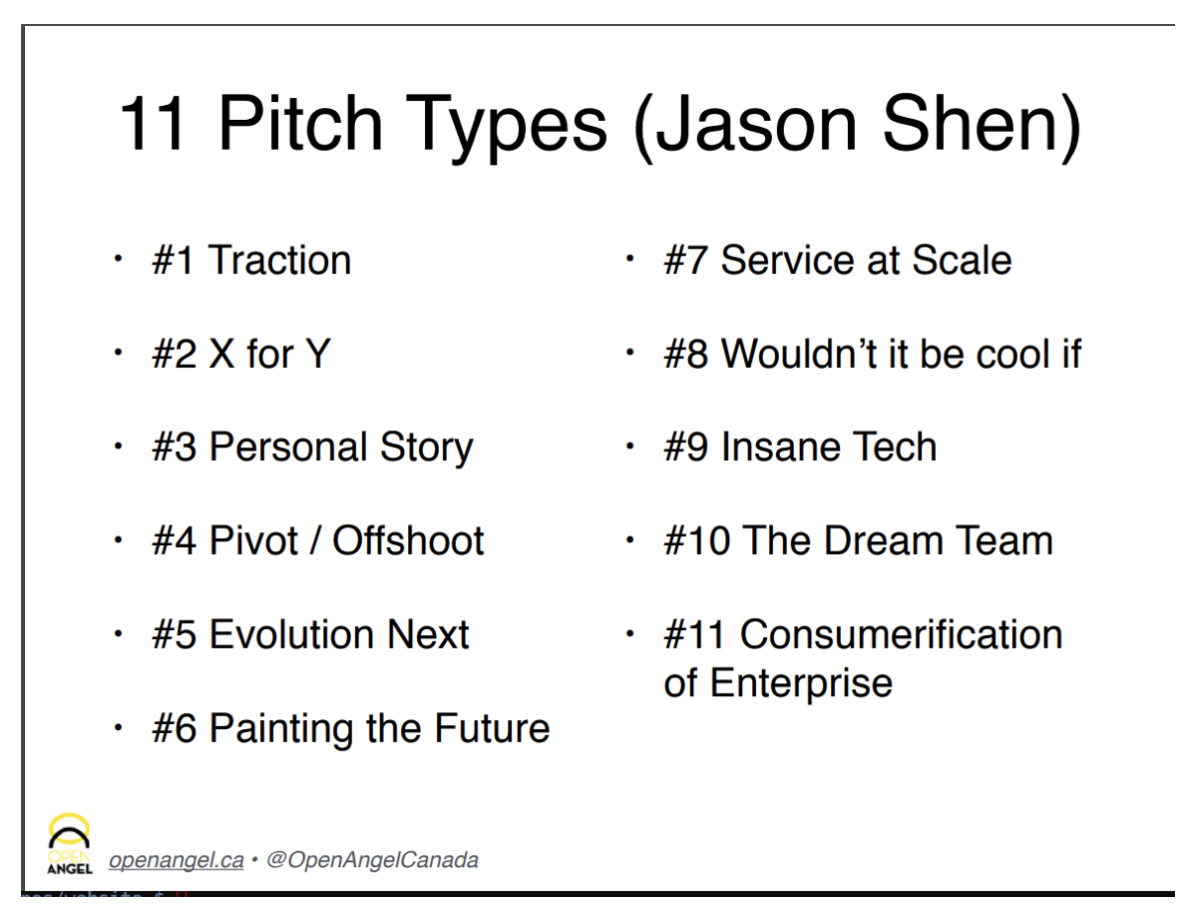 11 Pitch Types (Jason Shen)
• #1 Traction
• #2 X for Y
• #3 Personal Story
• #4 Pivot / Offshoot
• #5 Evolution Next
• #6 Painting the Future
• #7 Service at Scale
• #8 Wouldn’t it be cool if
• #9 Insane Tech
• #10 The Dream Team
• #11 Consumerification
of Enterprise
OPEN
ANGEL
openangel.ca • @OpenAngelCanada